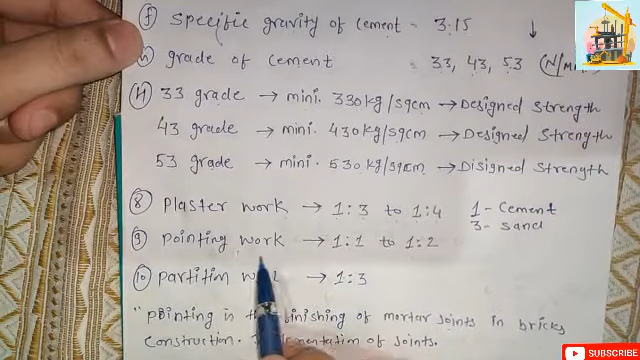 Specific gravity of cement = 3.15
grade of cement = 33, 43, 53 (N/
33 grade → mini. 330 kg/sqcm → Designed strength
43 grade → mini. 430 kg/sqcm → Designed strength
53 grade → mini. 530 kg/sqcm → Disigned strength
⑧ Plaster work → 1:3 to 1:4 1 - Cement
3 - Sand
⑨ Pointing work → 1:1 to 1:2
⑩ Partitin → 1:3
"Pointing is the finishing of mortar joints in bricks
Construction. of joints.
SUBSCRIBE